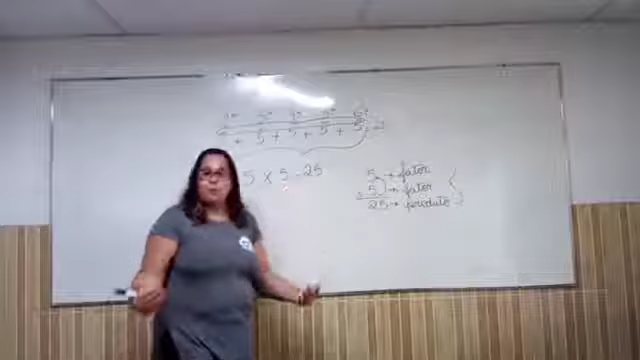 5 + 5 + 5 + 5 + 5
5 x 5 = 25
5 → fator
5 → fator
25 → produto